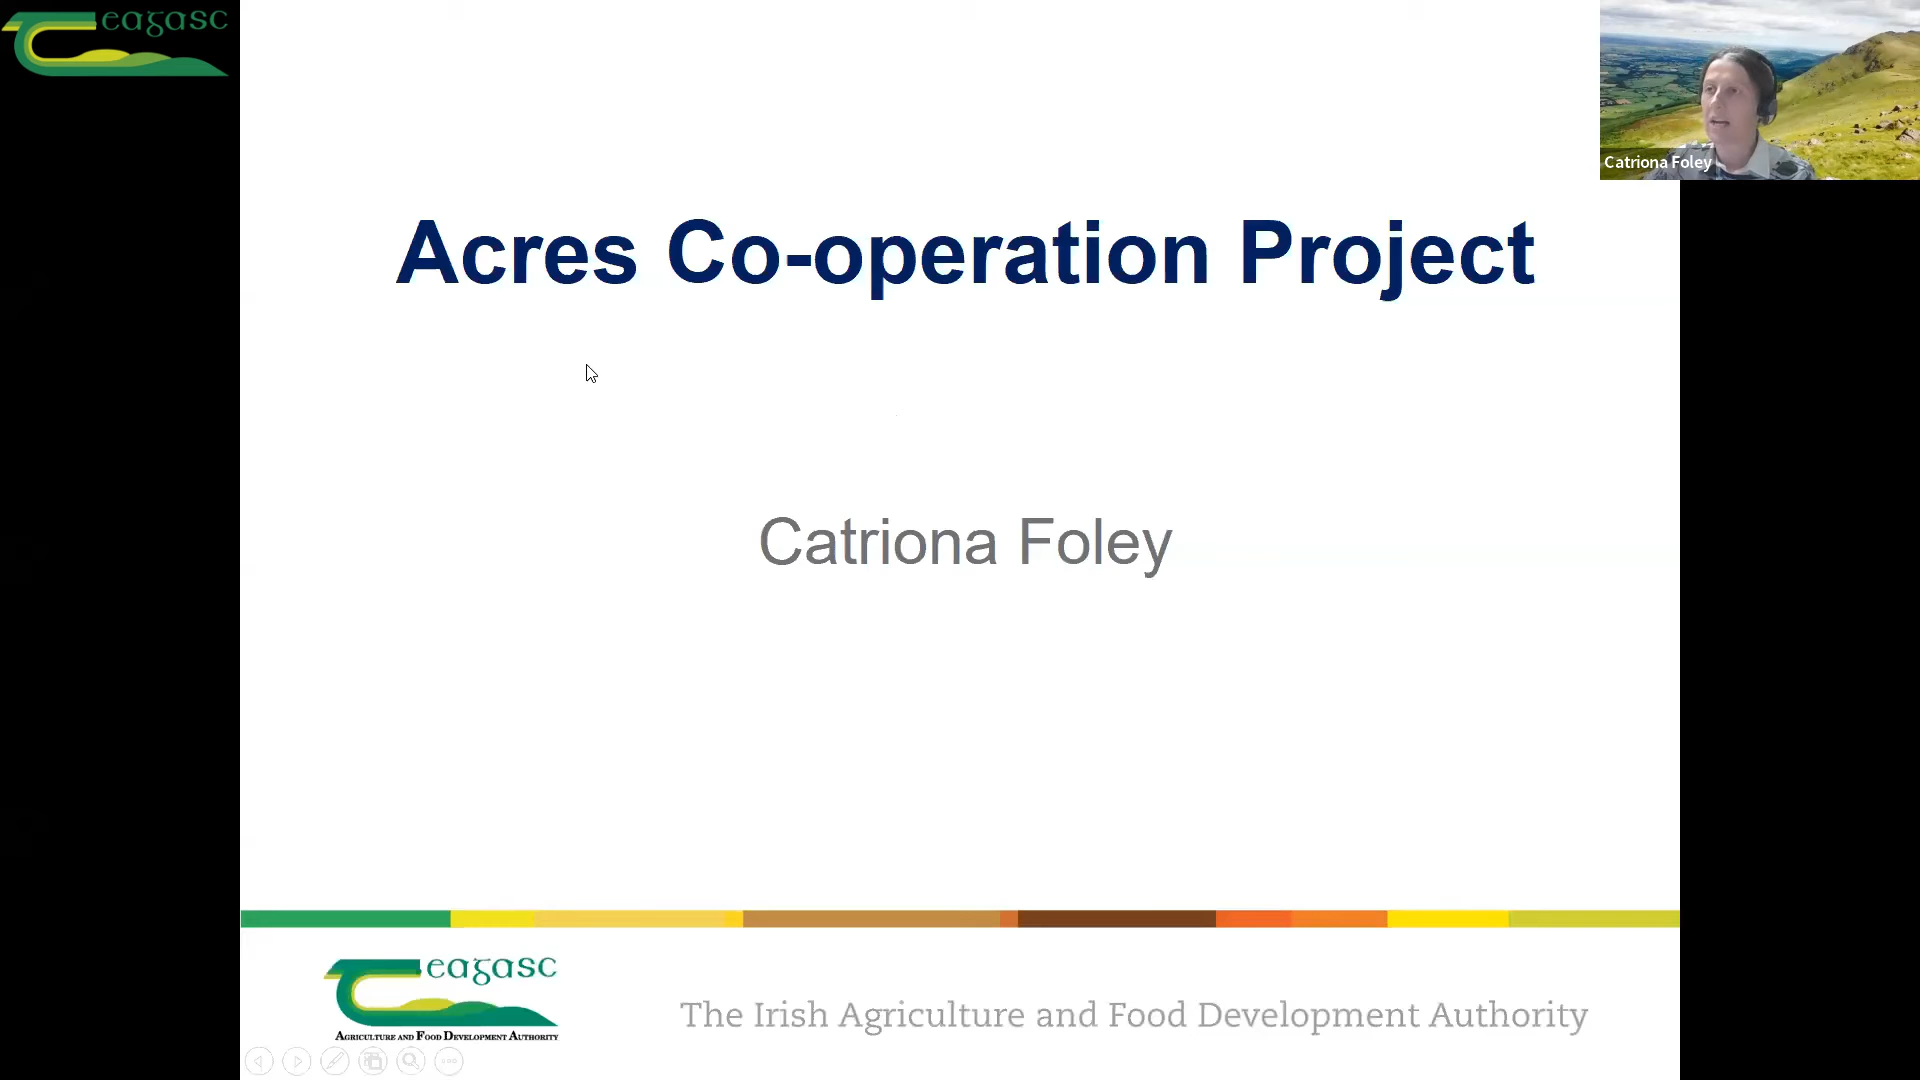 Teagasc
Catriona Foley
Acres Co-operation Project
Catriona Foley
Teagasc
AGRICULTURE AND FOOD DEVELOPMENT AUTHORITY
The Irish Agriculture and Food Development Authority